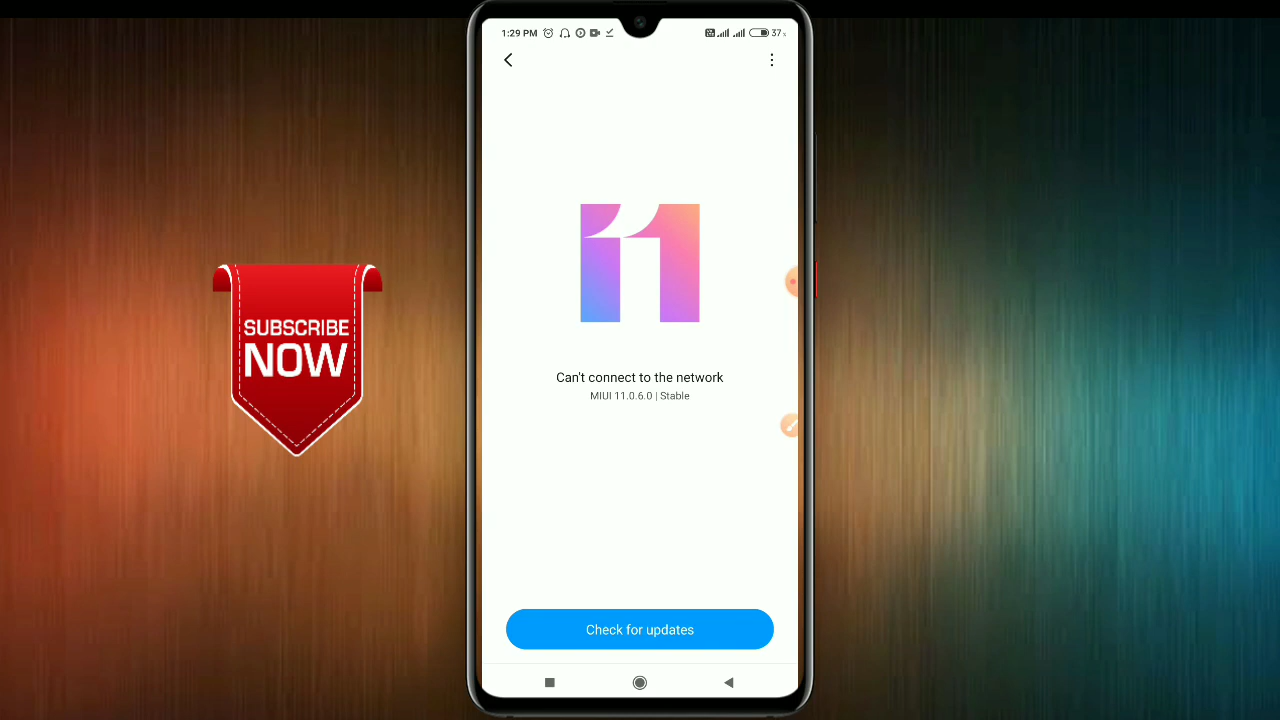 1:29 PM
37
SUBSCRIBE
NOW
11
Can't connect to the network
MIUI 11.0.6.0 | Stable
Check for updates